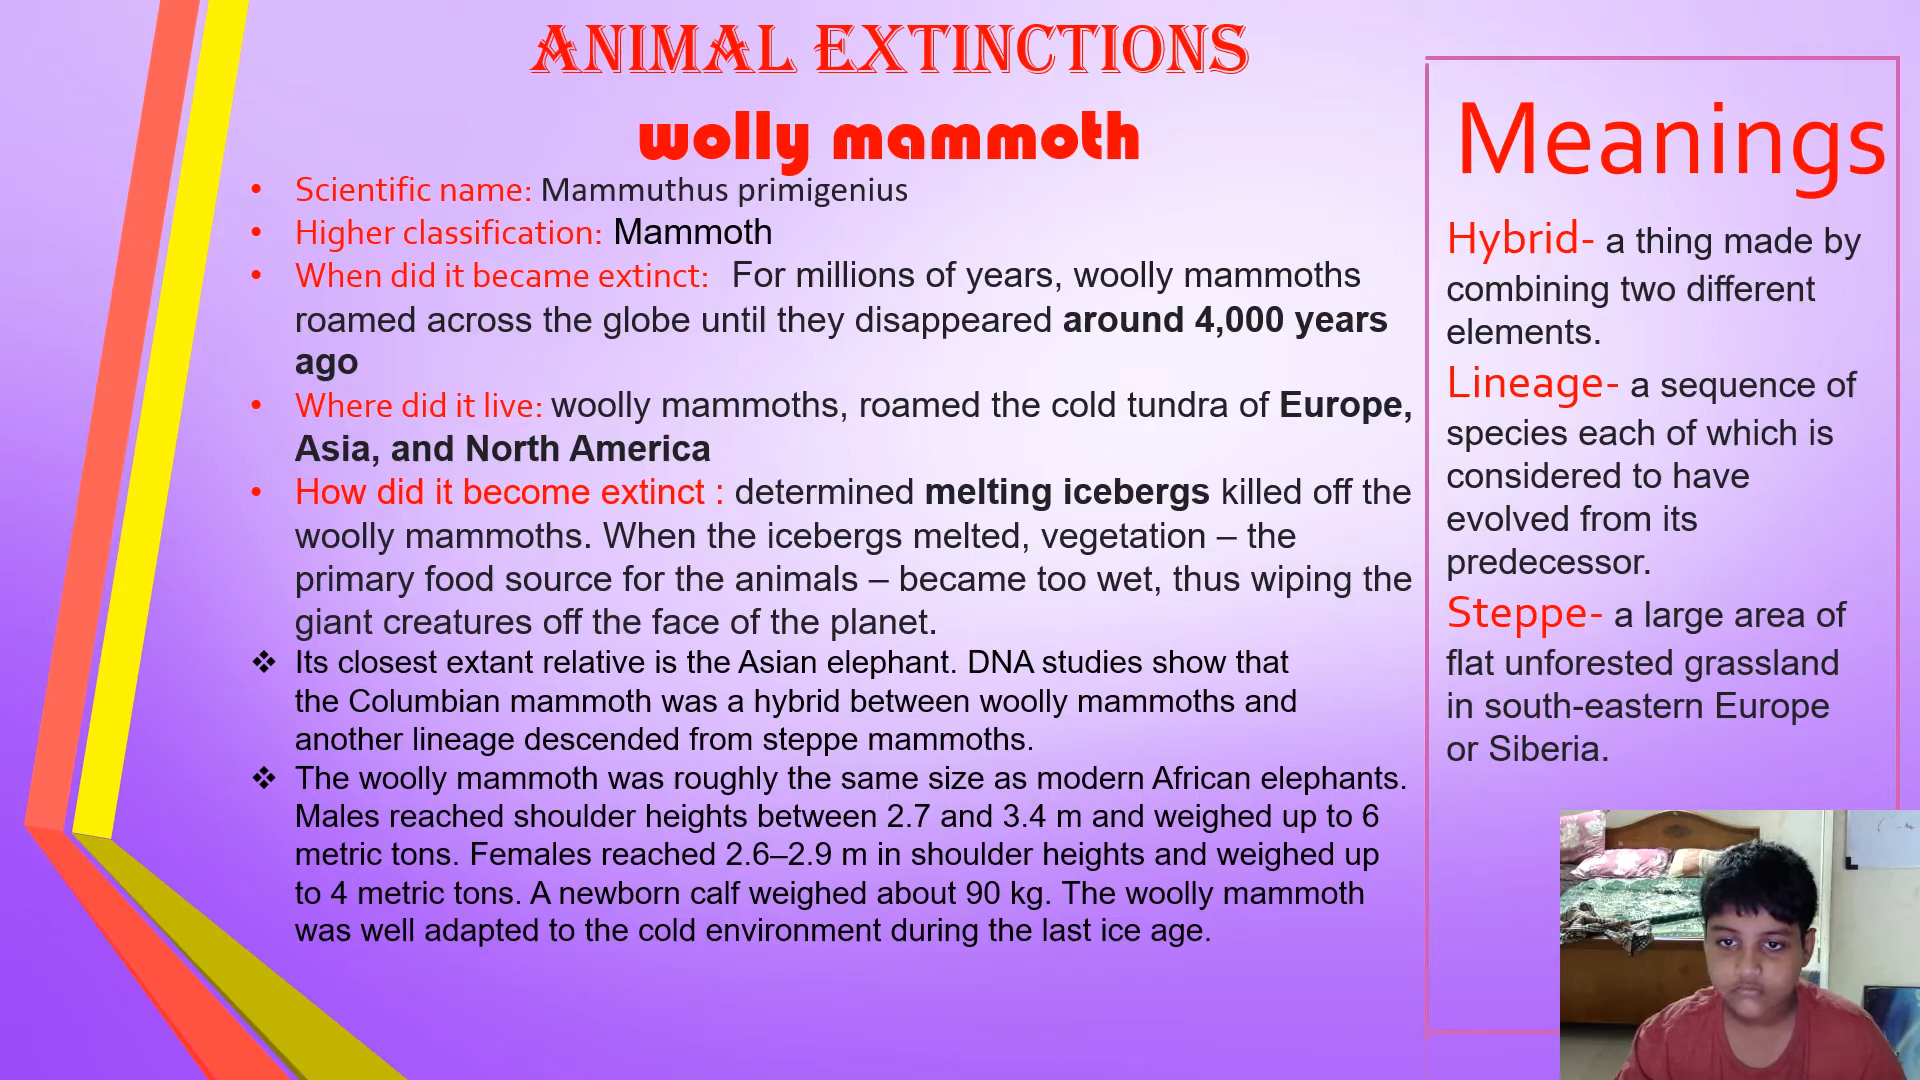 ANIMAL EXTINCTIONS
wolly mammoth
• Scientific name: Mammuthus primigenius
• Higher classification: Mammoth
• When did it became extinct: For millions of years, woolly mammoths
roamed across the globe until they disappeared around 4,000 years
ago
• Where did it live: woolly mammoths, roamed the cold tundra of Europe,
Asia, and North America
• How did it become extinct : determined melting icebergs killed off the
woolly mammoths. When the icebergs melted, vegetation – the
primary food source for the animals – became too wet, thus wiping the
giant creatures off the face of the planet.
❖ Its closest extant relative is the Asian elephant. DNA studies show that
the Columbian mammoth was a hybrid between woolly mammoths and
another lineage descended from steppe mammoths.
❖ The woolly mammoth was roughly the same size as modern African elephants.
Males reached shoulder heights between 2.7 and 3.4 m and weighed up to 6
metric tons. Females reached 2.6–2.9 m in shoulder heights and weighed up
to 4 metric tons. A newborn calf weighed about 90 kg. The woolly mammoth
was well adapted to the cold environment during the last ice age.
Meanings
Hybrid- a thing made by
combining two different
elements.
Lineage- a sequence of
species each of which is
considered to have
evolved from its
predecessor.
Steppe- a large area of
flat unforested grassland
in south-eastern Europe
or Siberia.